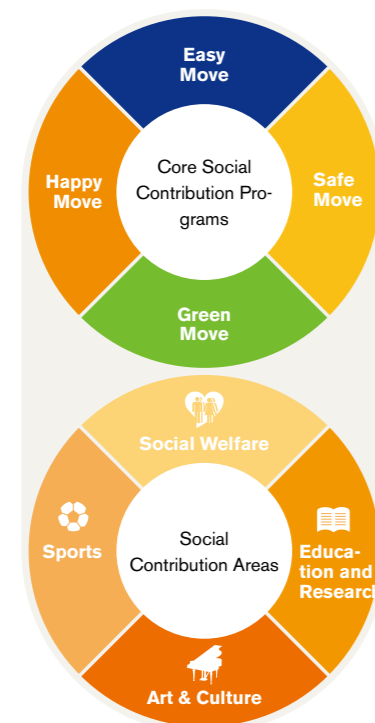 Easy
Move
Happy
Move
Core Social
Contribution Pro-
grams
Safe
Move
Green
Move
Social Welfare
Sports
Social
Contribution Areas
Educa-
tion and
Research
Art & Culture